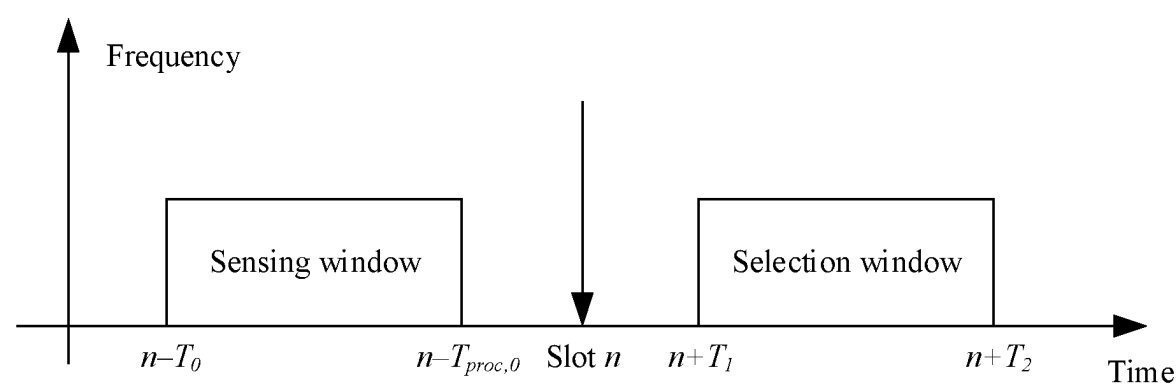 Frequency
Sensing window
Selection window
n–T0
n–Tproc,0
Slot n
n+T1
n+T2
Time